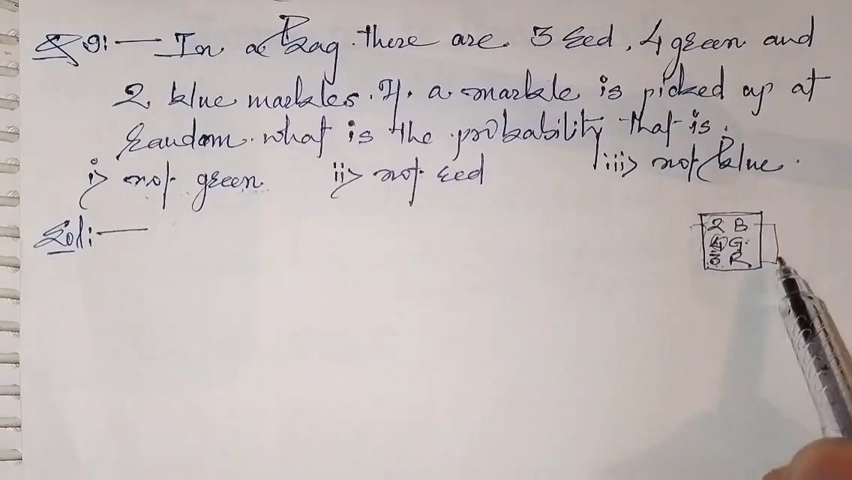 Q 9:— In a Bag. there are 3 red, 4 green and
2 blue marbles. If. a marble is picked up at
random. what is the probability that is.
i> not green ii> not red iii> not blue.
Sol:—
2 B
4 G
3 R